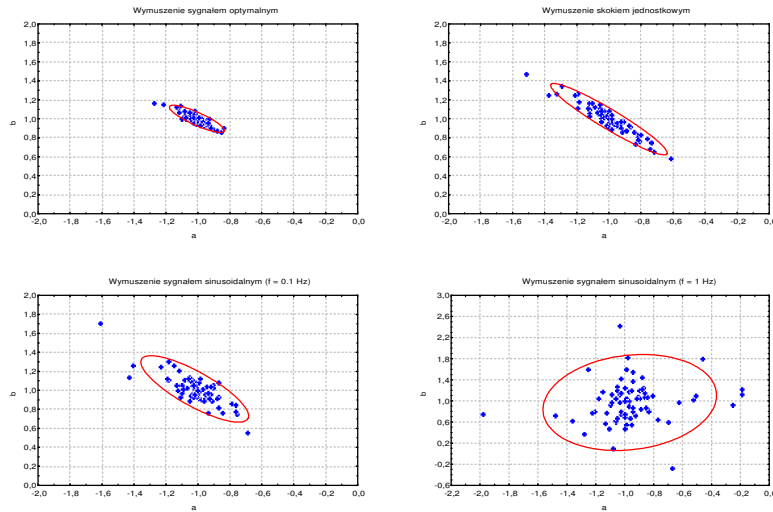 Wymuszenie sygnałem optymalnym
2,0
1,8
1,6
1,4
1,2
1,0
0,8
0,6
0,4
0,2
0,0
b
-2,0 -1,8 -1,6 -1,4 -1,2 -1,0 -0,8 -0,6 -0,4 -0,2 0,0
a
Wymuszenie skokiem jednostkowym
2,0
1,8
1,6
1,4
1,2
1,0
0,8
0,6
0,4
0,2
0,0
b
-2,0 -1,8 -1,6 -1,4 -1,2 -1,0 -0,8 -0,6 -0,4 -0,2 0,0
a
Wymuszenie sygnałem sinusoidalnym (f = 0.1 Hz)
2,0
1,8
1,6
1,4
1,2
1,0
0,8
0,6
0,4
0,2
0,0
b
-2,0 -1,8 -1,6 -1,4 -1,2 -1,0 -0,8 -0,6 -0,4 -0,2 0,0
a
Wymuszenie sygnałem sinusoidalnym (f = 1 Hz)
3,0
2,6
2,2
1,8
1,4
1,0
0,6
0,2
-0,2
-0,6
b
-2,2 -2,0 -1,8 -1,6 -1,4 -1,2 -1,0 -0,8 -0,6 -0,4 -0,2 0,0
a